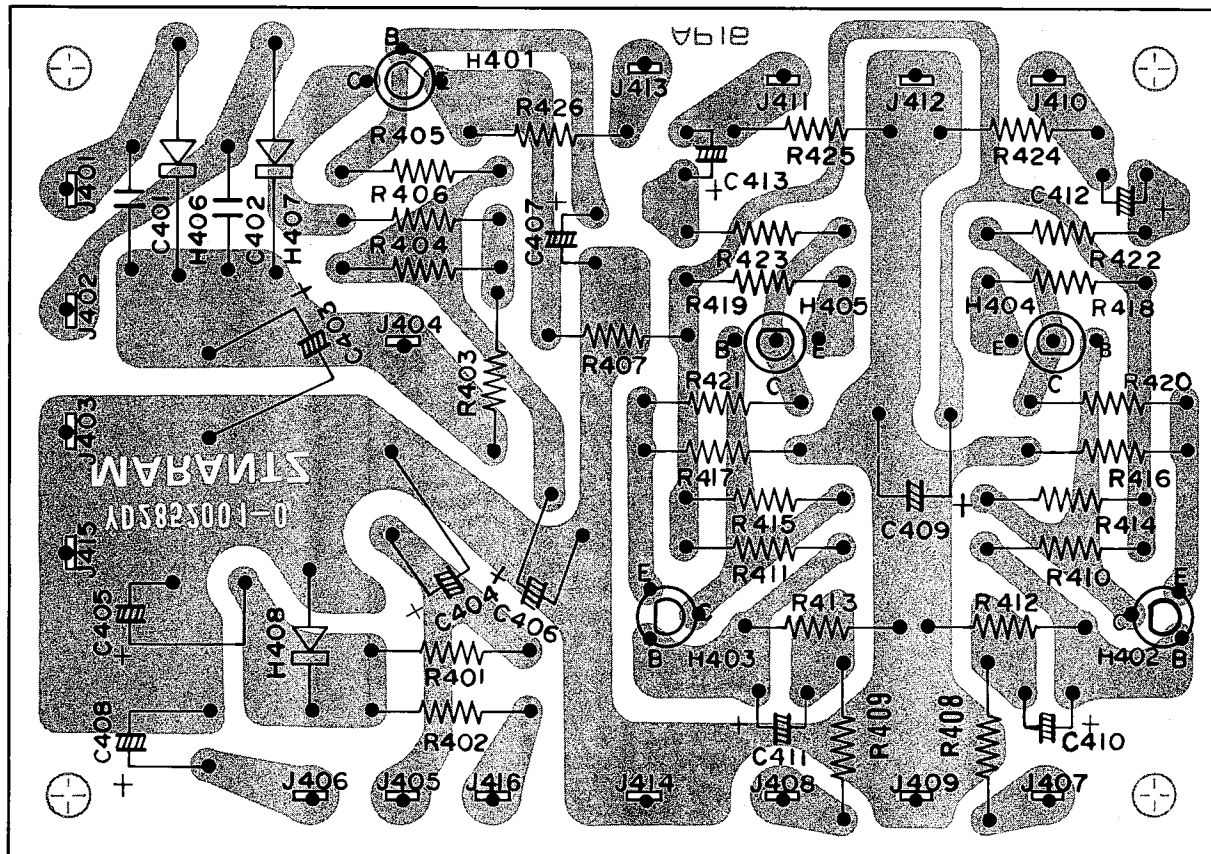 B
AP18
H401
C
E
J413
J411
J412
J410
R426
R405
R425
R424
J401
C401
H406
C402
H407
R406
C413
+
C412
+
R404
C407
+
R423
R422
J402
+
C403
R419
H405
H404
R418
J404
R403
R407
B
E
E
B
C
C
R421
R420
J403
R417
R416
MARANTZ
YD2852001-0
R415
C409
+
R414
J415
R411
R410
C405
+
H408
+
C404
+
C406
E
C
B
H403
R413
R412
E
C
B
H402
R401
C408
+
R402
+
C411
R409
R408
+
C410
J406
J405
J416
J414
J408
J409
J407